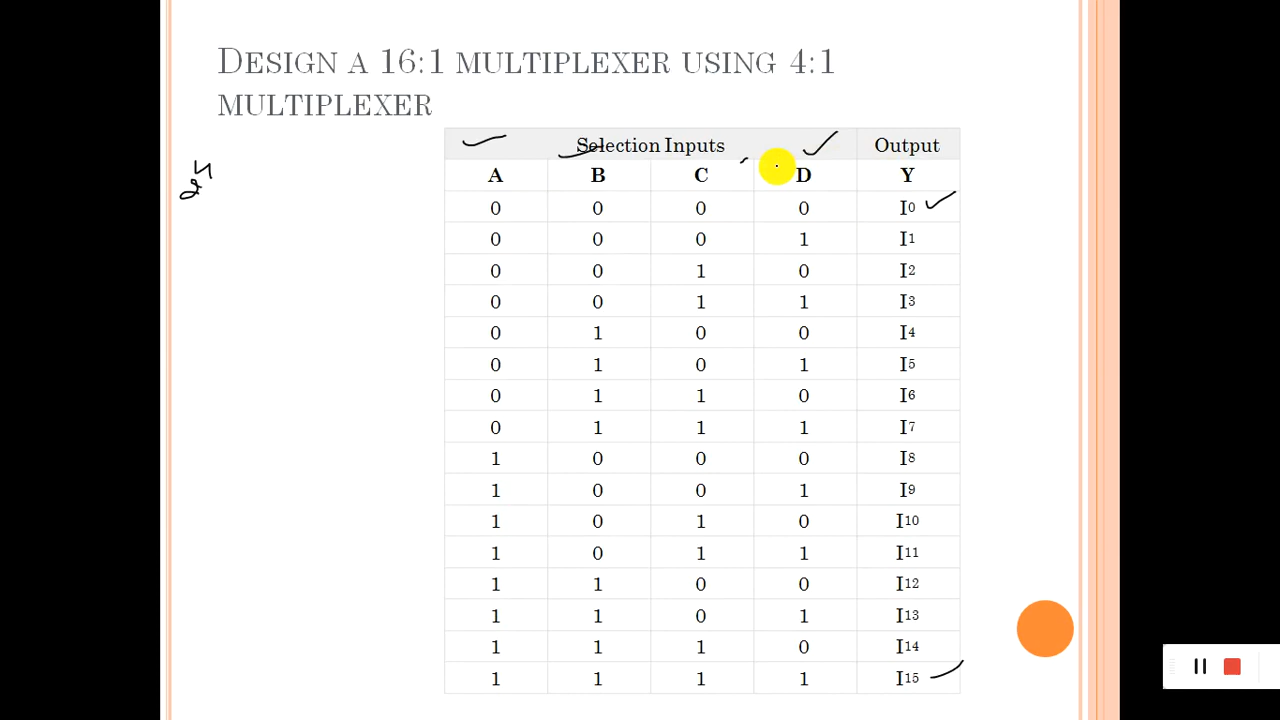 DESIGN A 16:1 MULTIPLEXER USING 4:1
MULTIPLEXER
Selection Inputs Output
A B C D Y
0 0 0 0 I0
0 0 0 1 I1
0 0 1 0 I2
0 0 1 1 I3
0 1 0 0 I4
0 1 0 1 I5
0 1 1 0 I6
0 1 1 1 I7
1 0 0 0 I8
1 0 0 1 I9
1 0 1 0 I10
1 0 1 1 I11
1 1 0 0 I12
1 1 0 1 I13
1 1 1 0 I14
1 1 1 1 I15